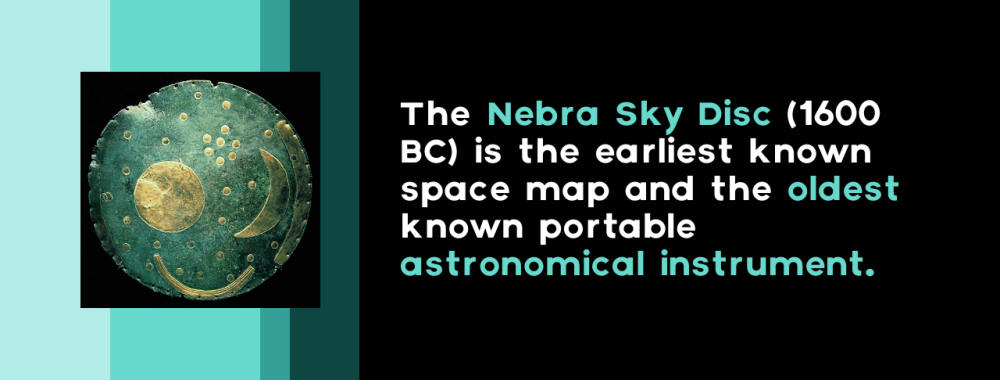 The Nebra Sky Disc (1600
BC) is the earliest known
space map and the oldest
known portable
astronomical instrument.